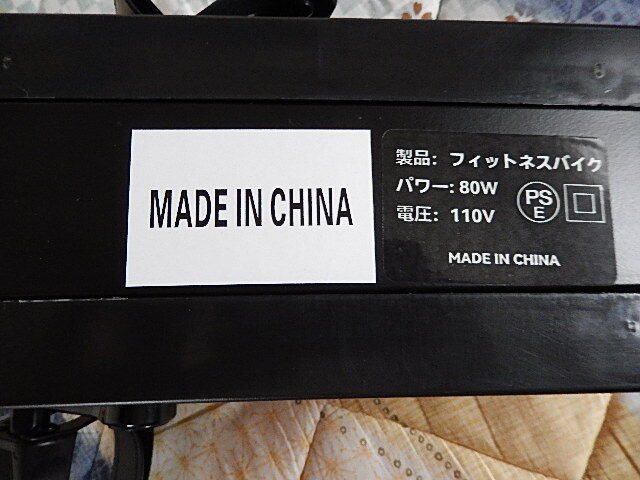 MADE IN CHINA
製品: フィットネスバイク
パワー: 80W
電圧: 110V
PS
E
MADE IN CHINA